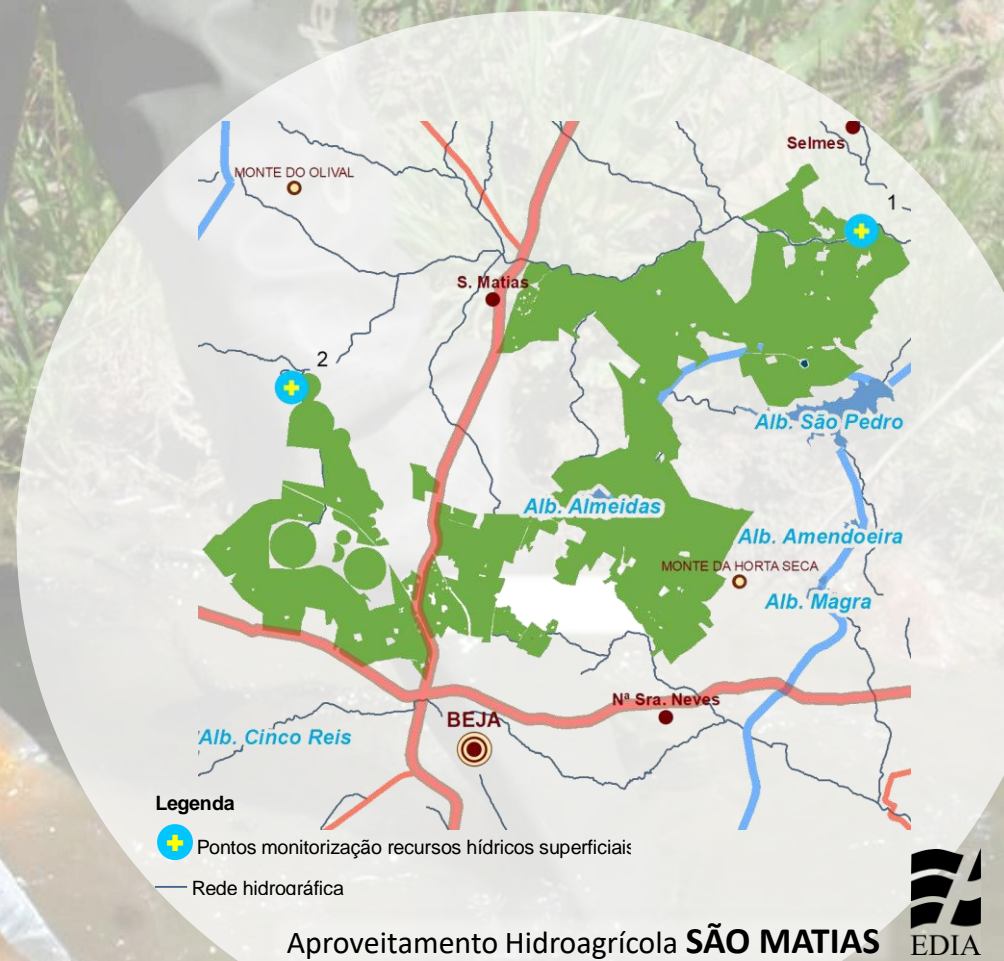 Selmes
MONTE DO OLIVAL
1
S. Matias
2
Alb. São Pedro
Alb. Almeidas
Alb. Amendoeira
MONTE DA HORTA SECA
Alb. Magra
Nª Sra. Neves
BEJA
Alb. Cinco Reis
Legenda
Pontos monitorização recursos hídricos superficiais
Rede hidrográfica
Aproveitamento Hidroagrícola SÃO MATIAS
EDIA